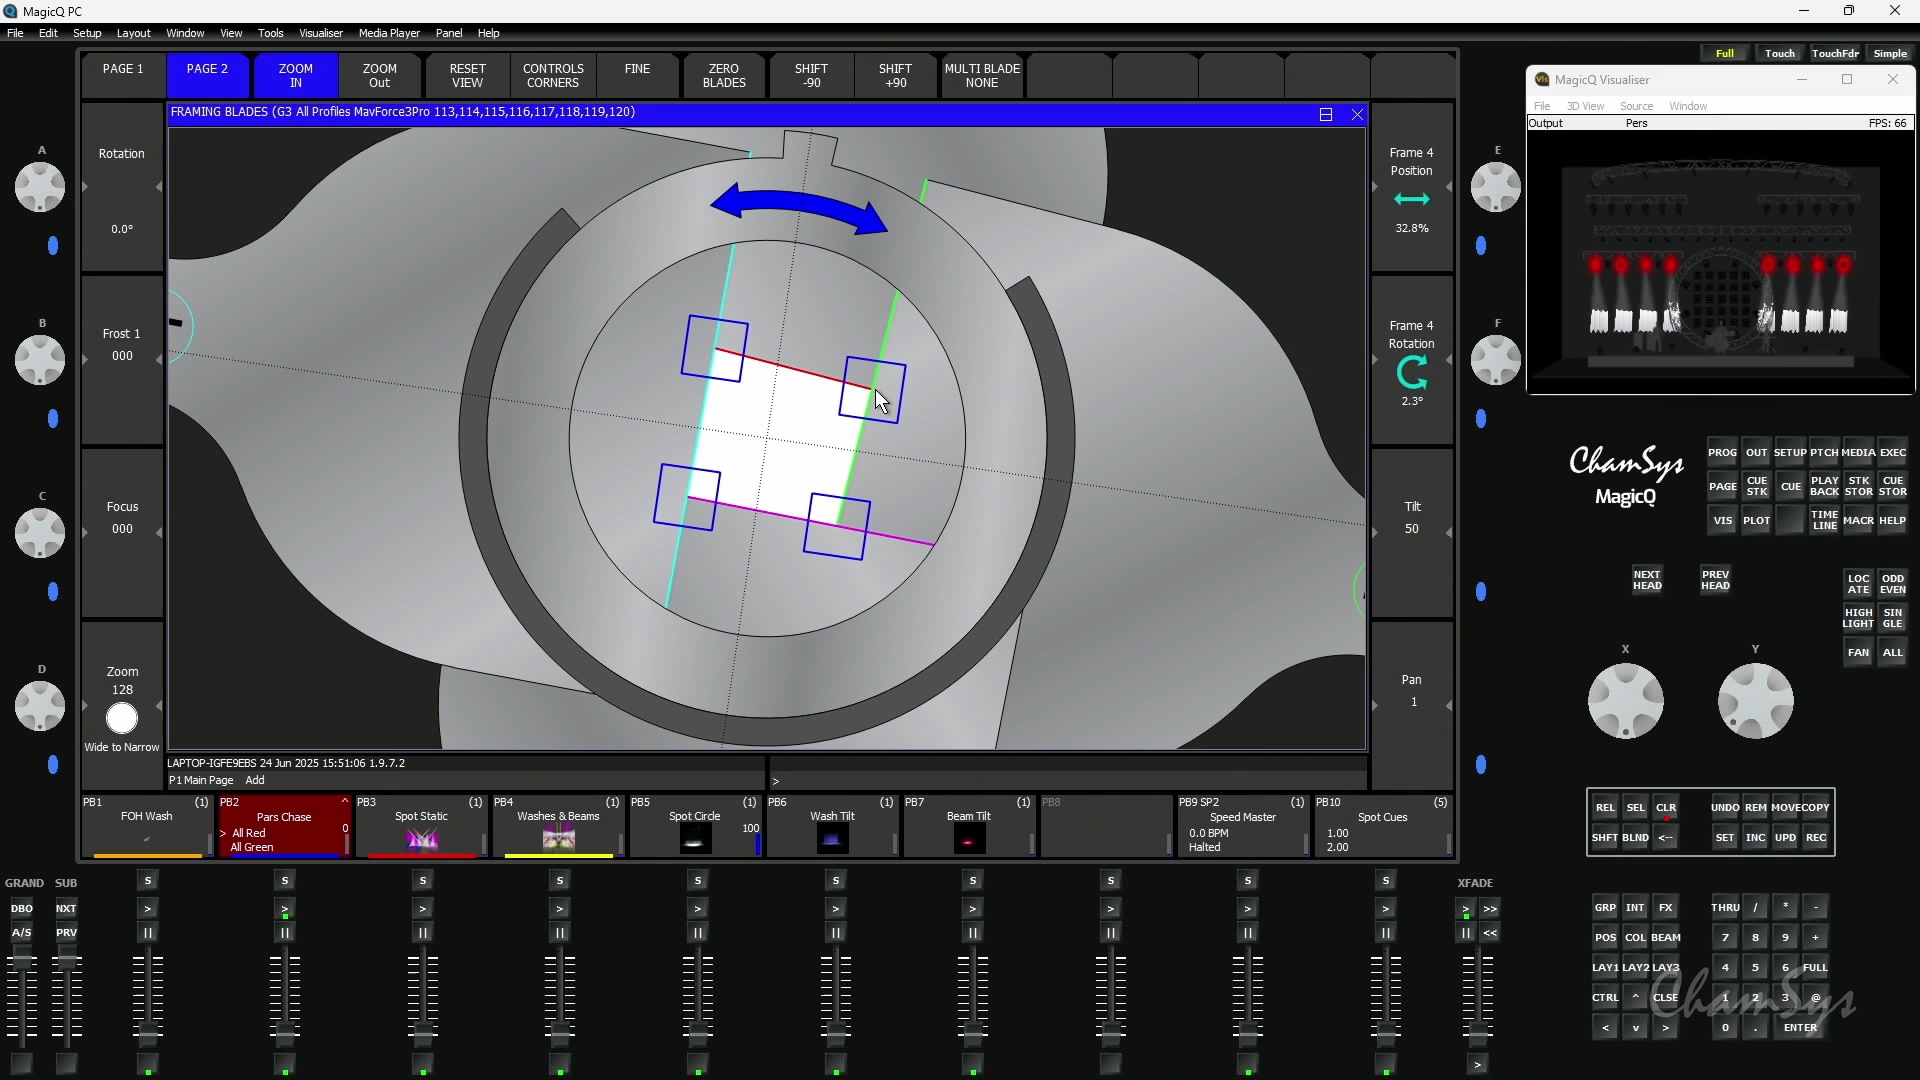 MagicQ PC
File Edit Setup Layout Window View Tools Visualiser Media Player Panel Help
Full Touch TouchFdr Simple
PAGE 1
PAGE 2
ZOOM
IN
ZOOM
Out
RESET
VIEW
CONTROLS
CORNERS
FINE
ZERO
BLADES
SHIFT
-90
SHIFT
+90
MULTI BLADE
NONE
FRAMING BLADES (G3 All Profiles MavForce3Pro 113,114,115,116,117,118,119,120)
MagicQ Visualiser
File 3D View Source Window
Output Pers FPS: 66
A
Rotation
0.0°
B
Frost 1
000
C
Focus
000
D
Zoom
128
Wide to Narrow
Frame 4
Position
32.8%
E
Frame 4
Rotation
2.3°
F
Tilt
50
Pan
1
ChamSys
MagicQ
PROG OUT SETUP PTCH MEDIA EXEC
PAGE CUE STK CUE PLAY BACK STK STOR CUE STOR
VIS PLOT TIME LINE MACR HELP
NEXT
HEAD
PREV
HEAD
LOC
ATE
ODD
EVEN
HIGH
LIGHT
SIN
GLE
FAN ALL
X Y
LAPTOP-IGFE9EBS 24 Jun 2025 15:51:06 1.9.7.2
P1 Main Page Add
>
PB1 (1)
FOH Wash
PB2 ^
Pars Chase
> All Red 0
All Green
PB3 (1)
Spot Static
PB4 (1)
Washes & Beams
PB5 (1)
Spot Circle
100
PB6 (1)
Wash Tilt
PB7 (1)
Beam Tilt
PB8
PB9 SP2 (1)
Speed Master
0.0 BPM
Halted
PB10 (5)
Spot Cues
1.00
2.00
REL SEL CLR UNDO REM MOVE COPY
SHFT BLND <-- SET INC UPD REC
GRAND SUB
XFADE
S S S S S S S S S S
DBO NXT > > > > > > > > > > > >>
A/S PRV || || || || || || || || || || || <<
>
GRP INT FX THRU / * -
POS COL BEAM 7 8 9 +
LAY1 LAY2 LAY3 4 5 6 FULL
CTRL ^ CLSE 1 2 3 @
< v > 0 . ENTER
ChamSys